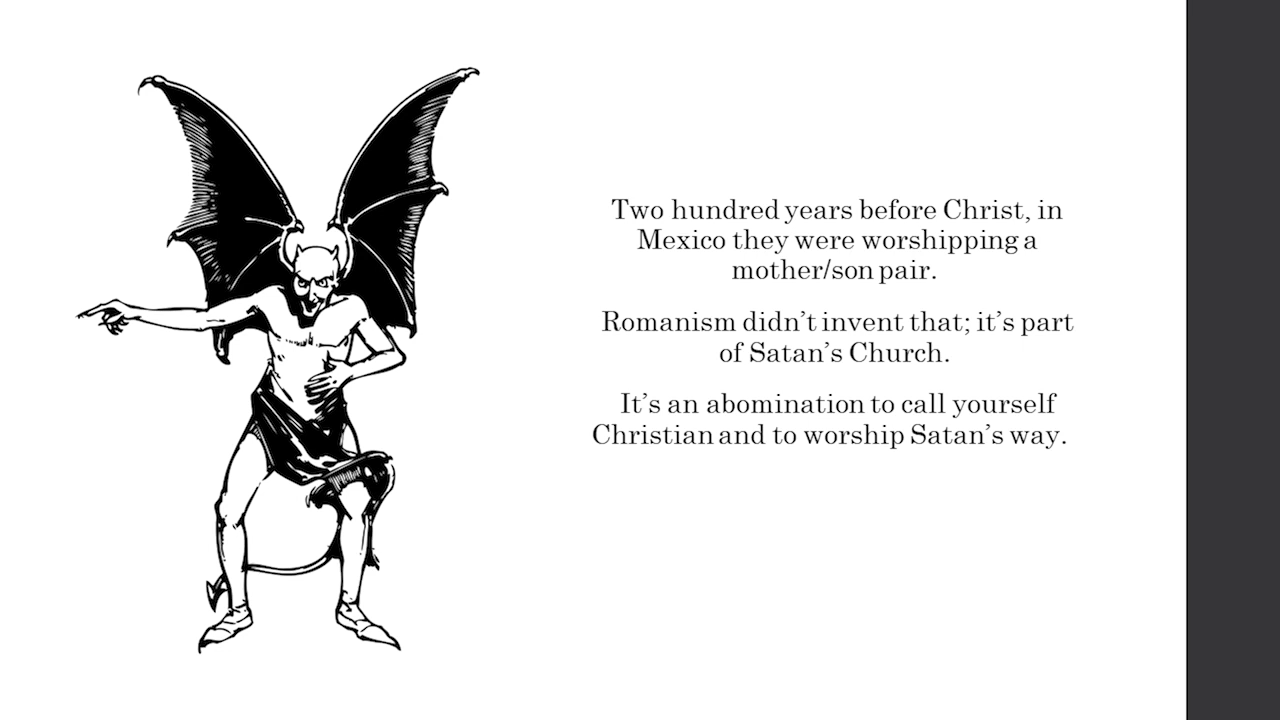 Two hundred years before Christ, in
Mexico they were worshipping a
mother/son pair.
Romanism didn’t invent that; it’s part
of Satan’s Church.
It’s an abomination to call yourself
Christian and to worship Satan’s way.